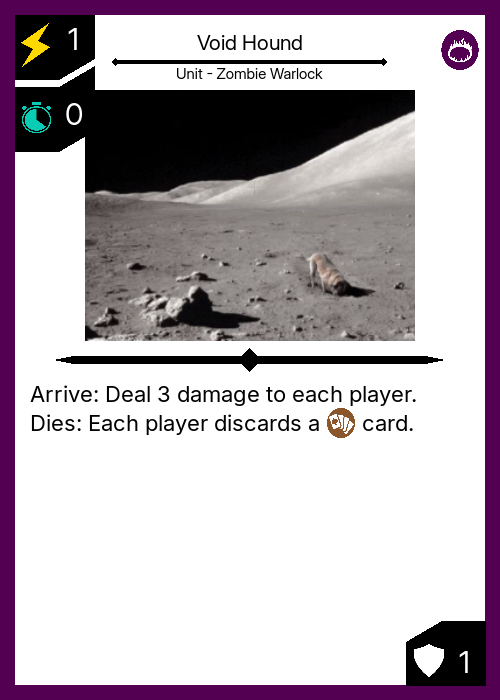 1
Void Hound
Unit - Zombie Warlock
0
Arrive: Deal 3 damage to each player.
Dies: Each player discards a card.
1